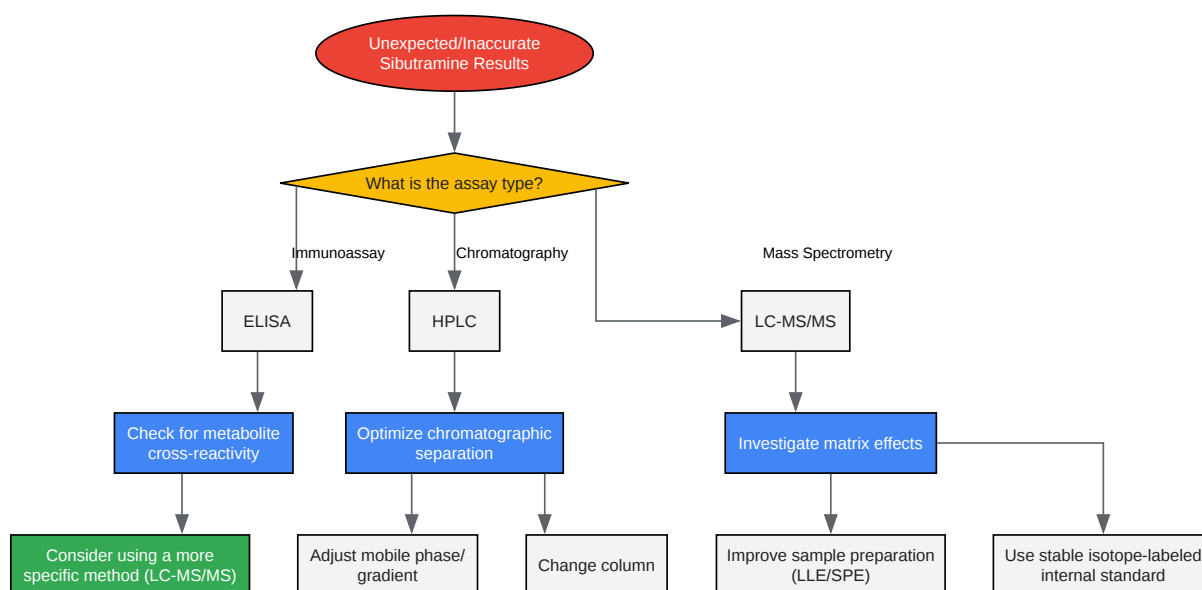 Unexpected/Inaccurate
Sibutramine Results
What is the assay type?
Immunoassay
Chromatography
Mass Spectrometry
ELISA
HPLC
LC-MS/MS
Check for metabolite
cross-reactivity
Optimize chromatographic
separation
Investigate matrix effects
Consider using a more
specific method (LC-MS/MS)
Adjust mobile phase/
gradient
Change column
Improve sample preparation
(LLE/SPE)
Use stable isotope-labeled
internal standard